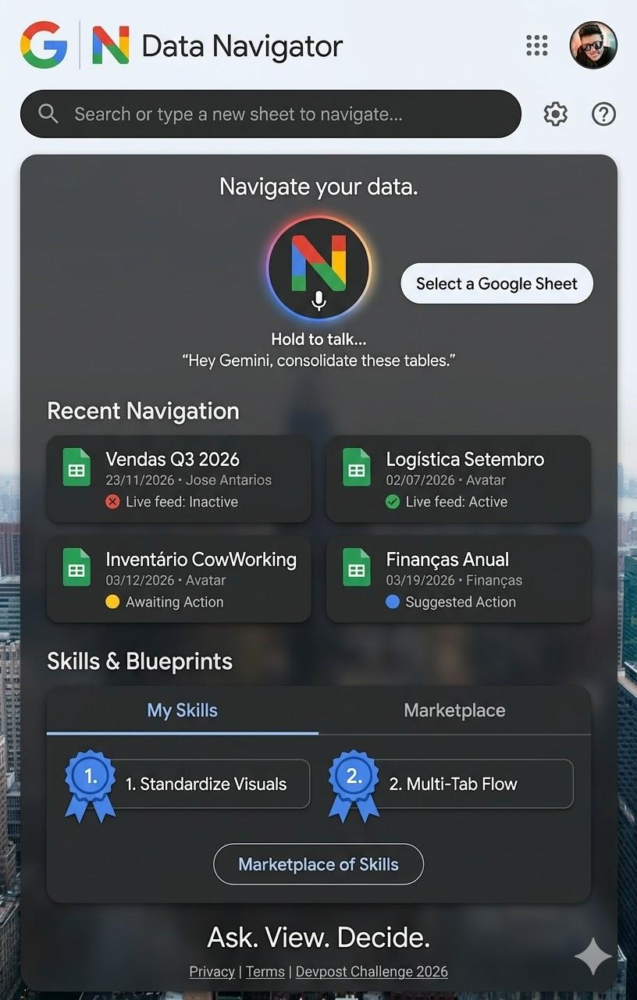 G | N Data Navigator
Search or type a new sheet to navigate...
Navigate your data.
N
Select a Google Sheet
Hold to talk...
“Hey Gemini, consolidate these tables.”
Recent Navigation
Vendas Q3 2026
23/11/2026 • Jose Antarios
Live feed: Inactive
Logística Setembro
02/07/2026 • Avatar
Live feed: Active
Inventário CowWorking
03/12/2026 • Avatar
Awaiting Action
Finanças Anual
03/19/2026 • Finanças
Suggested Action
Skills & Blueprints
My Skills
Marketplace
1.
1. Standardize Visuals
2.
2. Multi-Tab Flow
Marketplace of Skills
Ask. View. Decide.
Privacy | Terms | Devpost Challenge 2026